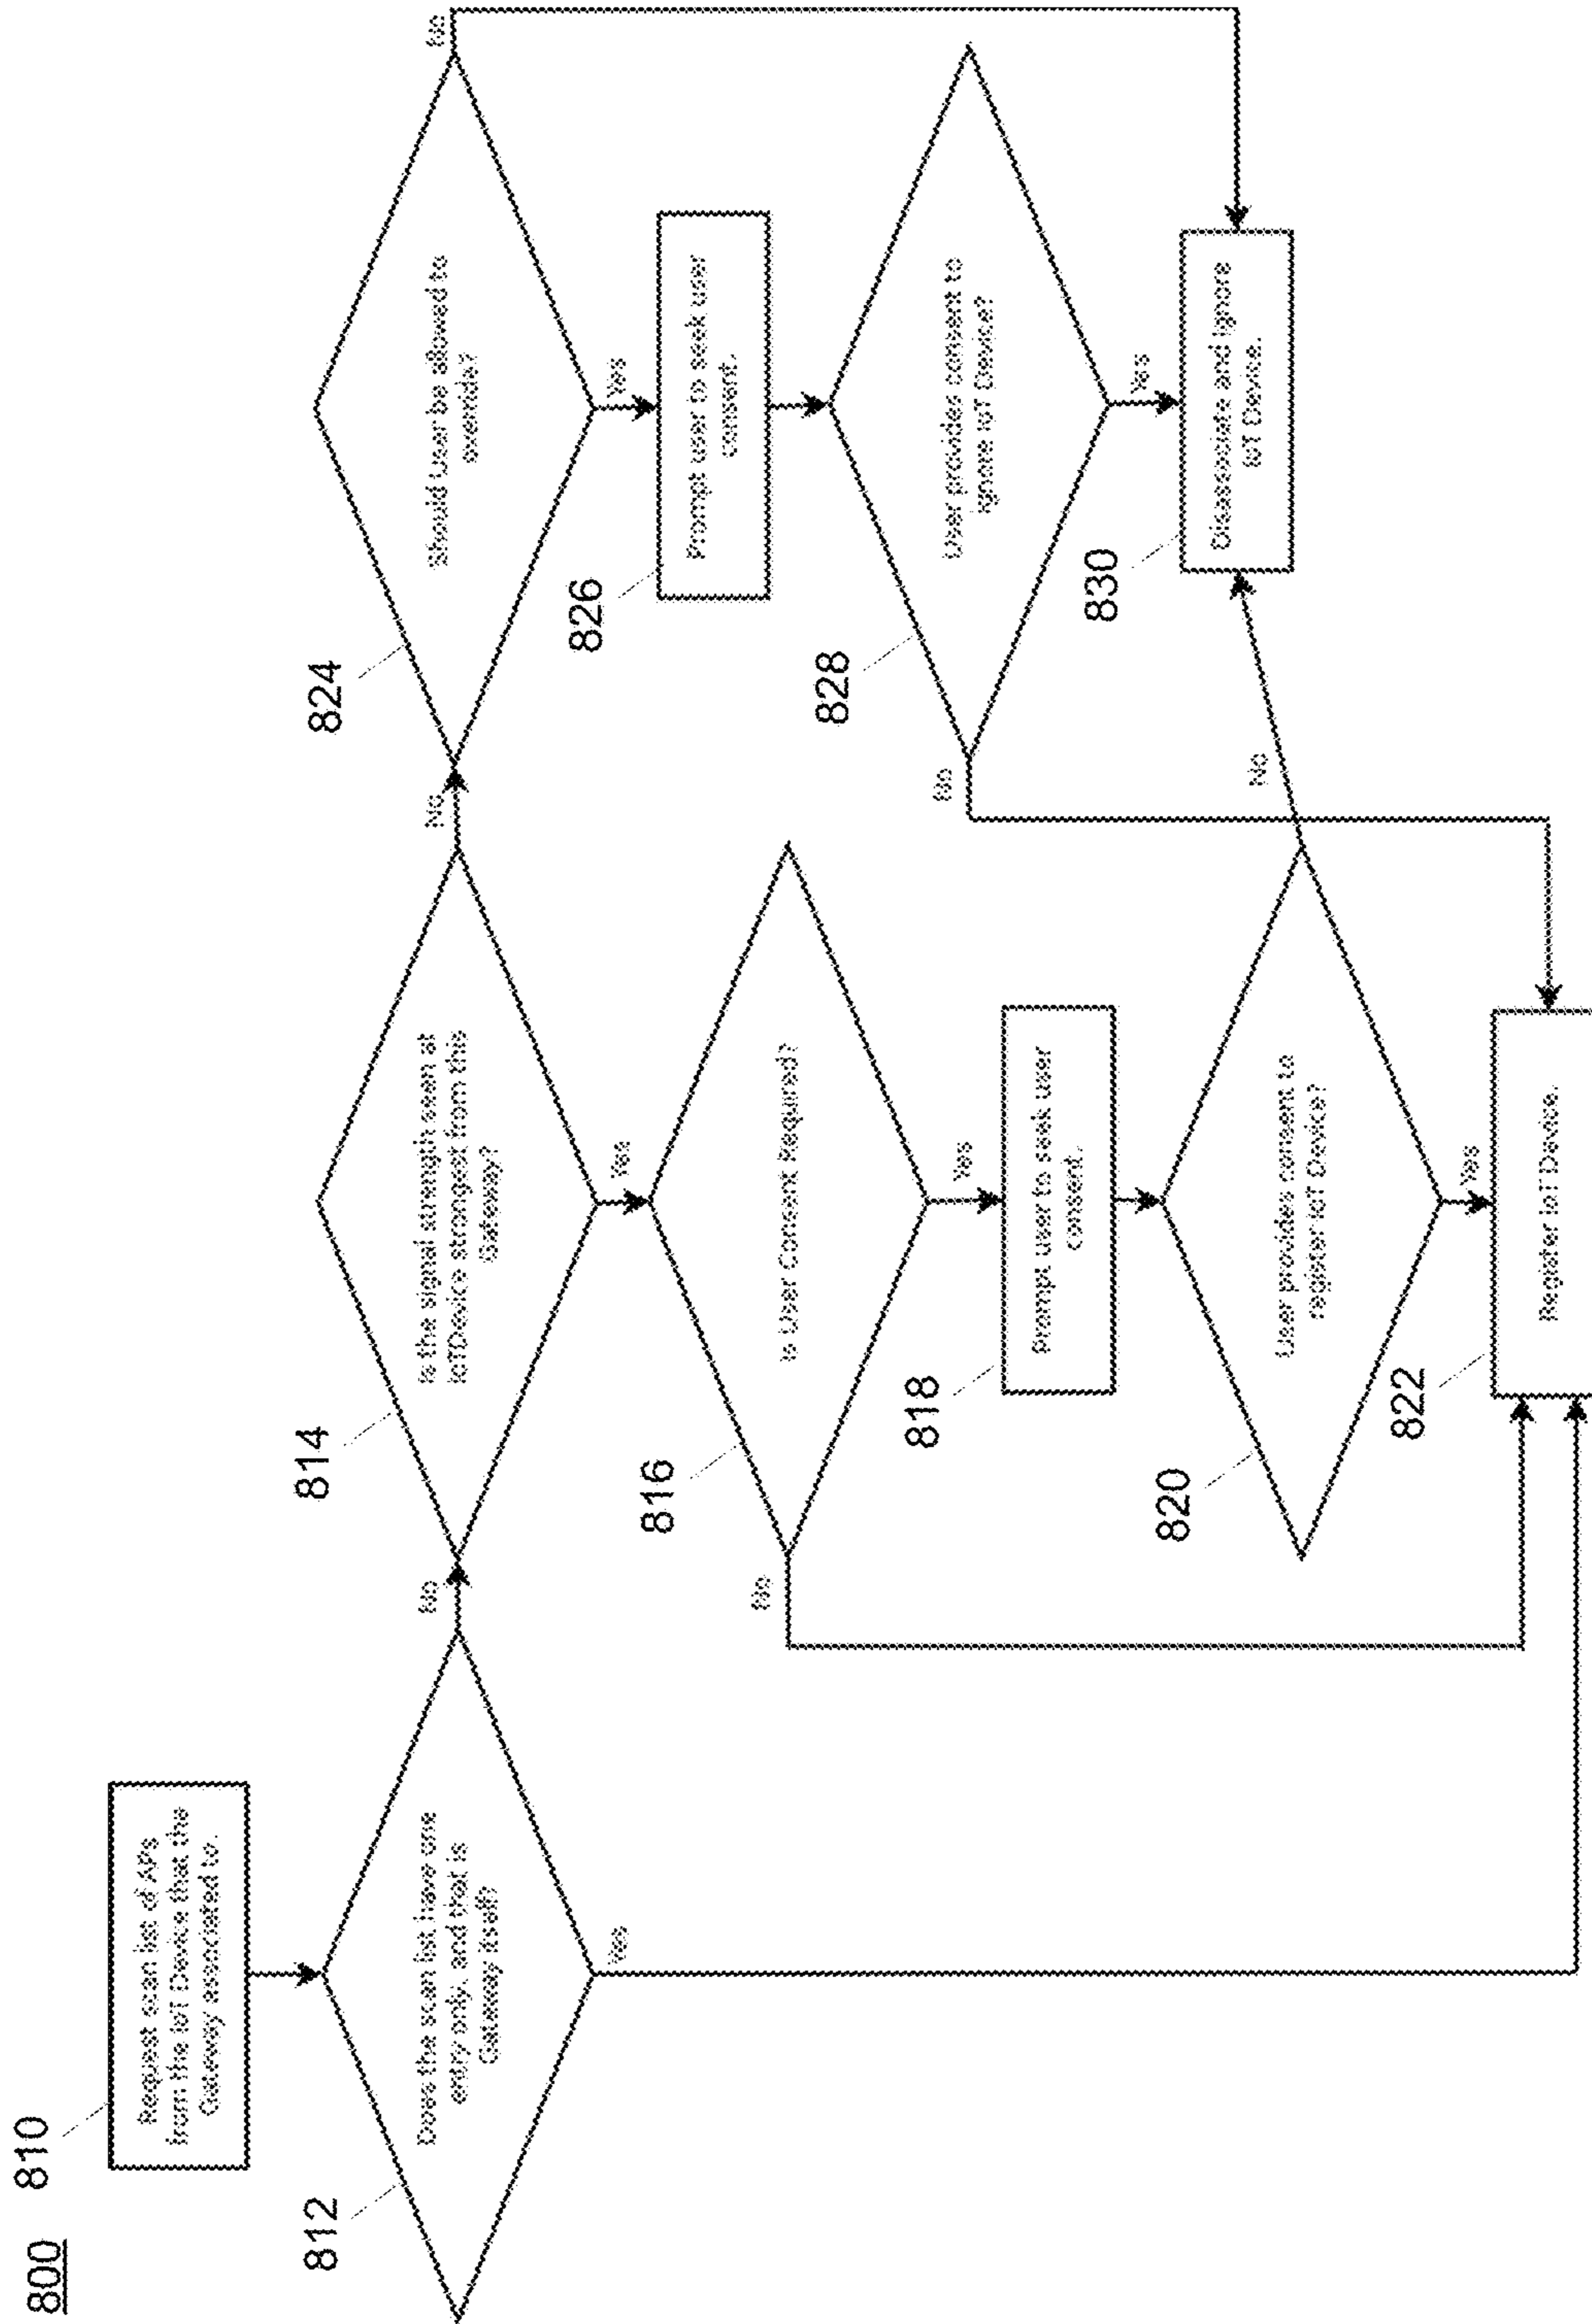 800
810
Request scan list of APs
from the IoT Device that the
Gateway associated to.
812
Does the scan list have one
entry only, and that is
Gateway itself?
No
Yes
814
Is the signal strength seen at
IoTDevice strongest from this
Gateway?
No
Yes
816
Is User Consent Required?
No
Yes
818
Prompt user to seek user
consent.
820
User provides consent to
register IoT Device?
No
Yes
822
Register IoT Device.
824
Should User be allowed to
override?
No
Yes
826
Prompt user to seek user
consent.
828
User provides consent to
ignore IoT Device?
No
Yes
830
Disassociate and Ignore
IoT Device.